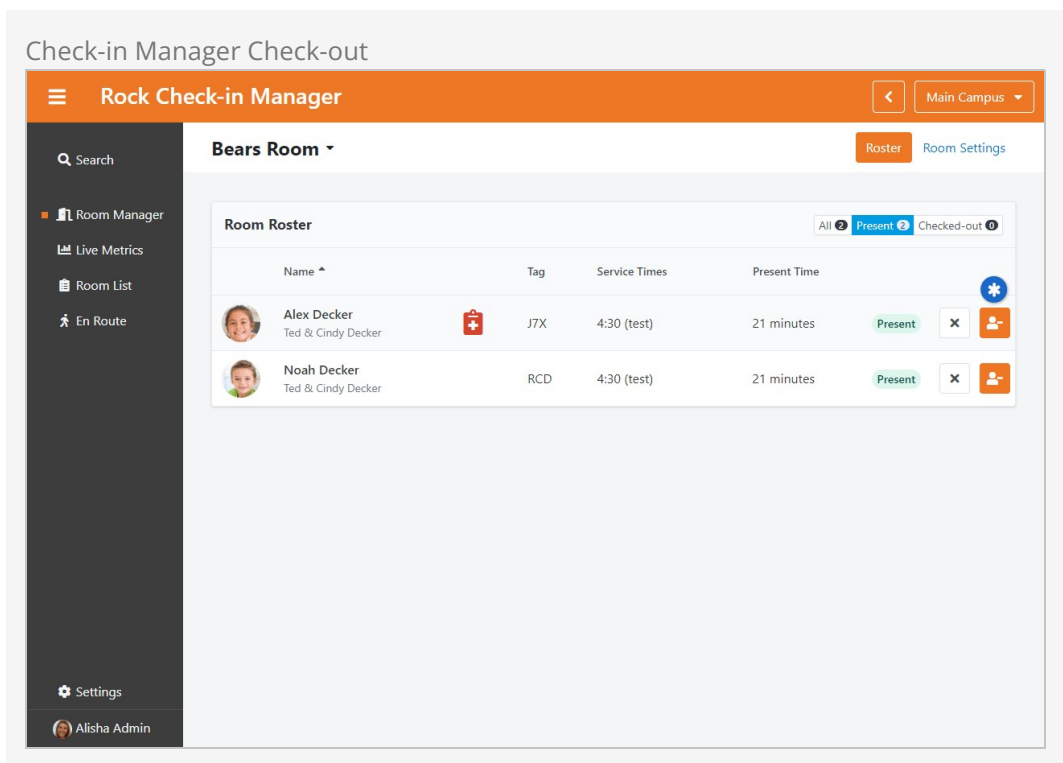 Check-in Manager Check-out
Rock Check-in Manager
Main Campus
Search
Bears Room
Roster Room Settings
Room Manager
Live Metrics
Room List
En Route
Room Roster
All 2 Present 2 Checked-out 0
Name Tag Service Times Present Time
Alex Decker J7X 4:30 (test) 21 minutes Present
Ted & Cindy Decker
Noah Decker RCD 4:30 (test) 21 minutes Present
Ted & Cindy Decker
Settings
Alisha Admin